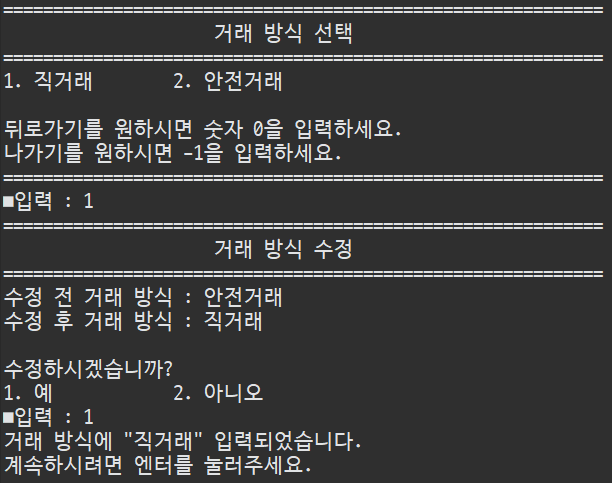 ============================================================
거래 방식 선택
============================================================
1. 직거래 2. 안전거래
뒤로가기를 원하시면 숫자 0을 입력하세요.
나가기를 원하시면 -1을 입력하세요.
============================================================
■입력 : 1
============================================================
거래 방식 수정
============================================================
수정 전 거래 방식 : 안전거래
수정 후 거래 방식 : 직거래
수정하시겠습니까?
1. 예 2. 아니오
■입력 : 1
거래 방식에 "직거래" 입력되었습니다.
계속하시려면 엔터를 눌러주세요.